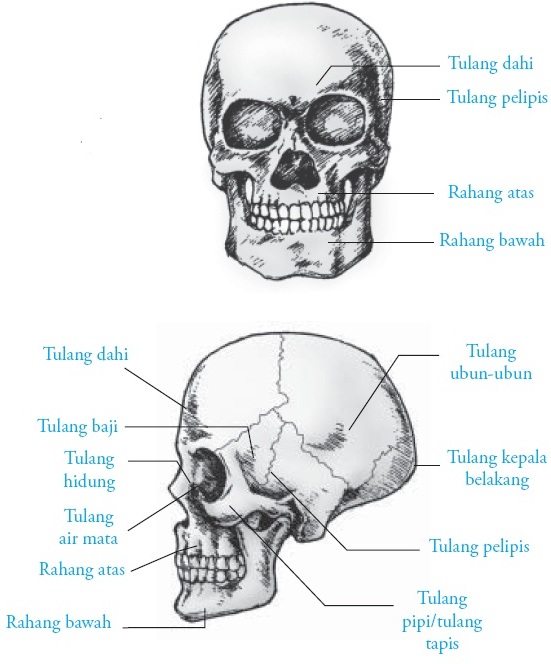 Tulang dahi
Tulang pelipis
Rahang atas
Rahang bawah
Tulang dahi
Tulang baji
Tulang
hidung
Tulang
air mata
Rahang atas
Rahang bawah
Tulang
ubun-ubun
Tulang kepala
belakang
Tulang pelipis
Tulang
pipi/tulang
tapis